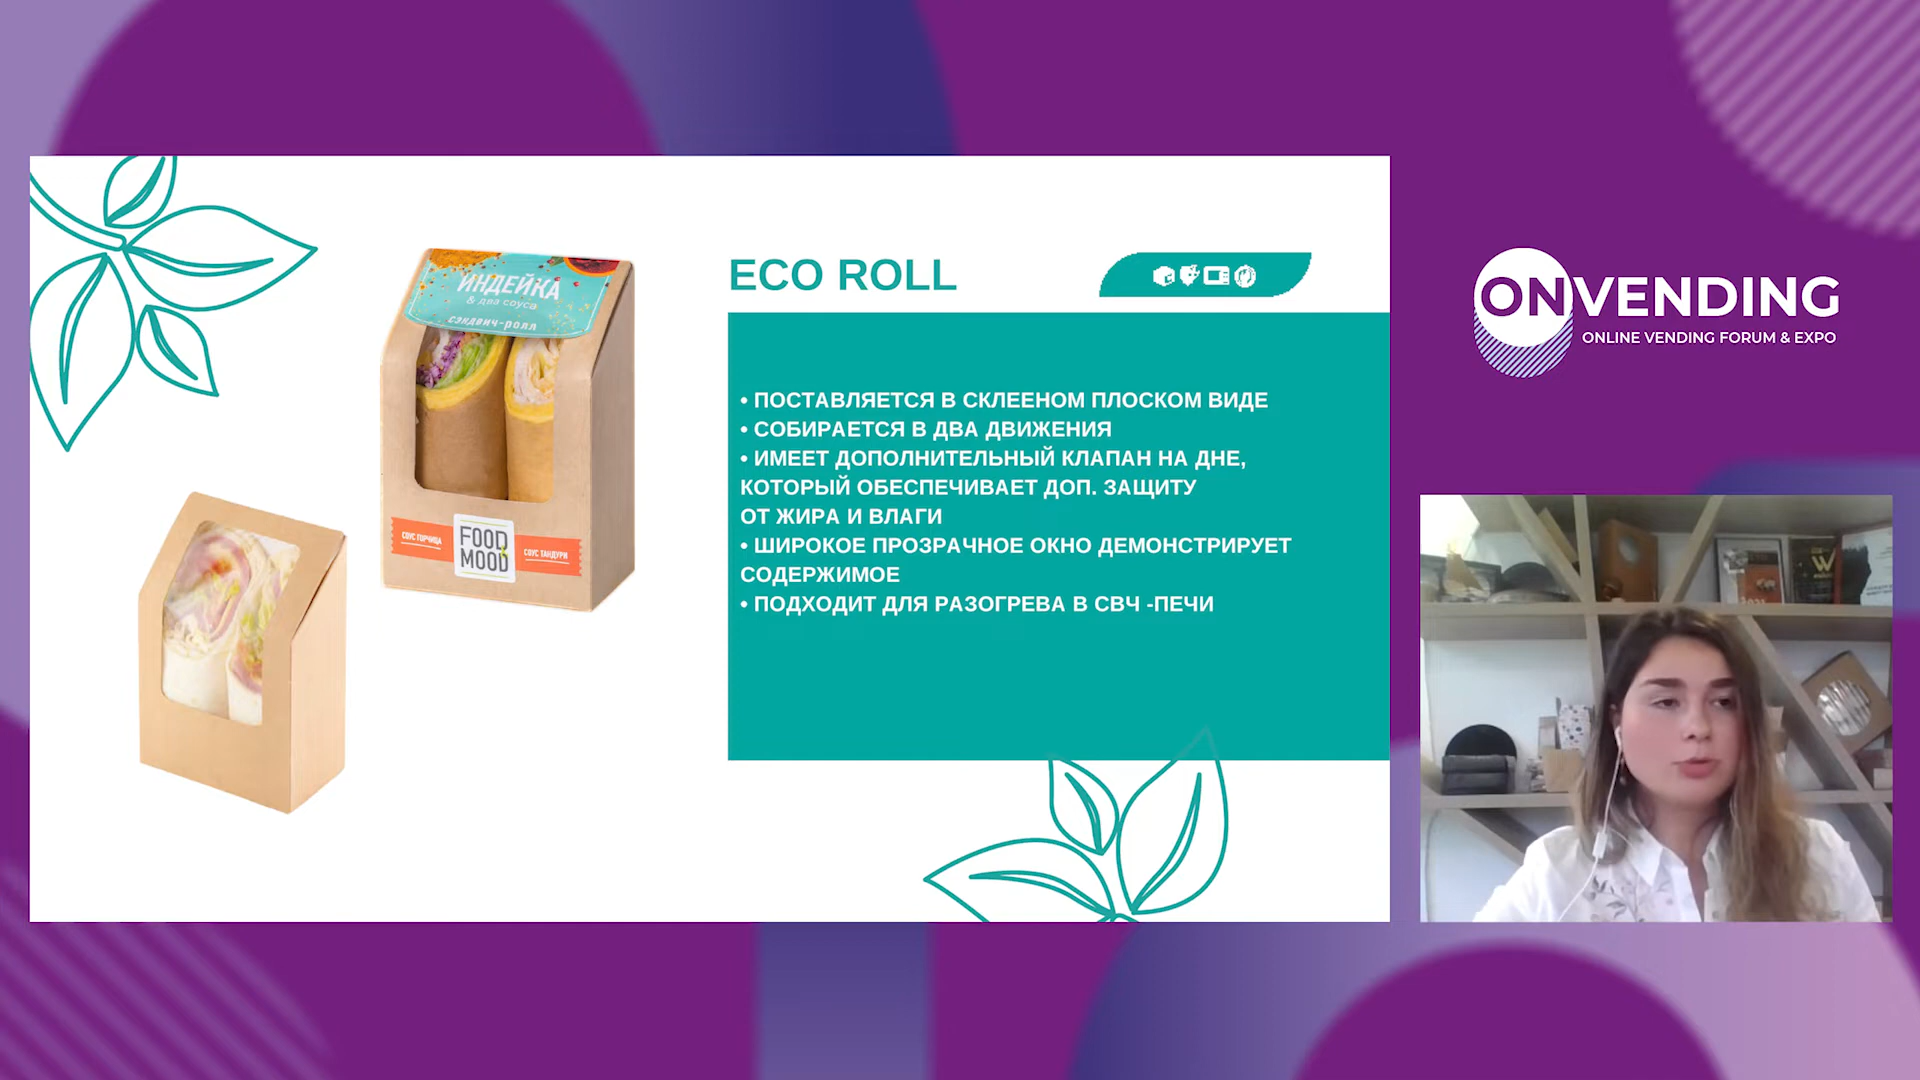 ИНДЕЙКА
& два соуса
сэндвич-ролл
СОУС ГОРЧИЦА
FOOD
MOOD
СОУС ТАНДУРИ
ECO ROLL
• ПОСТАВЛЯЕТСЯ В СКЛЕЕНОМ ПЛОСКОМ ВИДЕ
• СОБИРАЕТСЯ В ДВА ДВИЖЕНИЯ
• ИМЕЕТ ДОПОЛНИТЕЛЬНЫЙ КЛАПАН НА ДНЕ,
КОТОРЫЙ ОБЕСПЕЧИВАЕТ ДОП. ЗАЩИТУ
ОТ ЖИРА И ВЛАГИ
• ШИРОКОЕ ПРОЗРАЧНОЕ ОКНО ДЕМОНСТРИРУЕТ
СОДЕРЖИМОЕ
• ПОДХОДИТ ДЛЯ РАЗОГРЕВА В СВЧ -ПЕЧИ
ONVENDING
ONLINE VENDING FORUM & EXPO
W